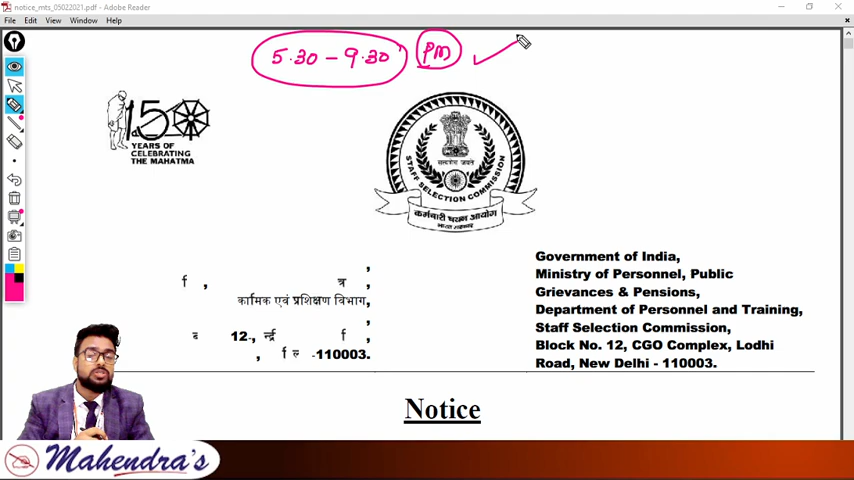 notice_mts_05022021.pdf - Adobe Reader
File Edit View Window Help
5.30 - 9.30 PM
150
YEARS OF
CELEBRATING
THE MAHATMA
सत्यमेव जयते
STAFF SELECTION COMMISSION
कर्मचारी चयन आयोग
भारत सरकार
Government of India,
Ministry of Personnel, Public
Grievances & Pensions,
Department of Personnel and Training,
Staff Selection Commission,
Block No. 12, CGO Complex, Lodhi
Road, New Delhi - 110003.
कार्मिक एवं प्रशिक्षण विभाग,
12-,
-110003.
Notice
Mahendra's